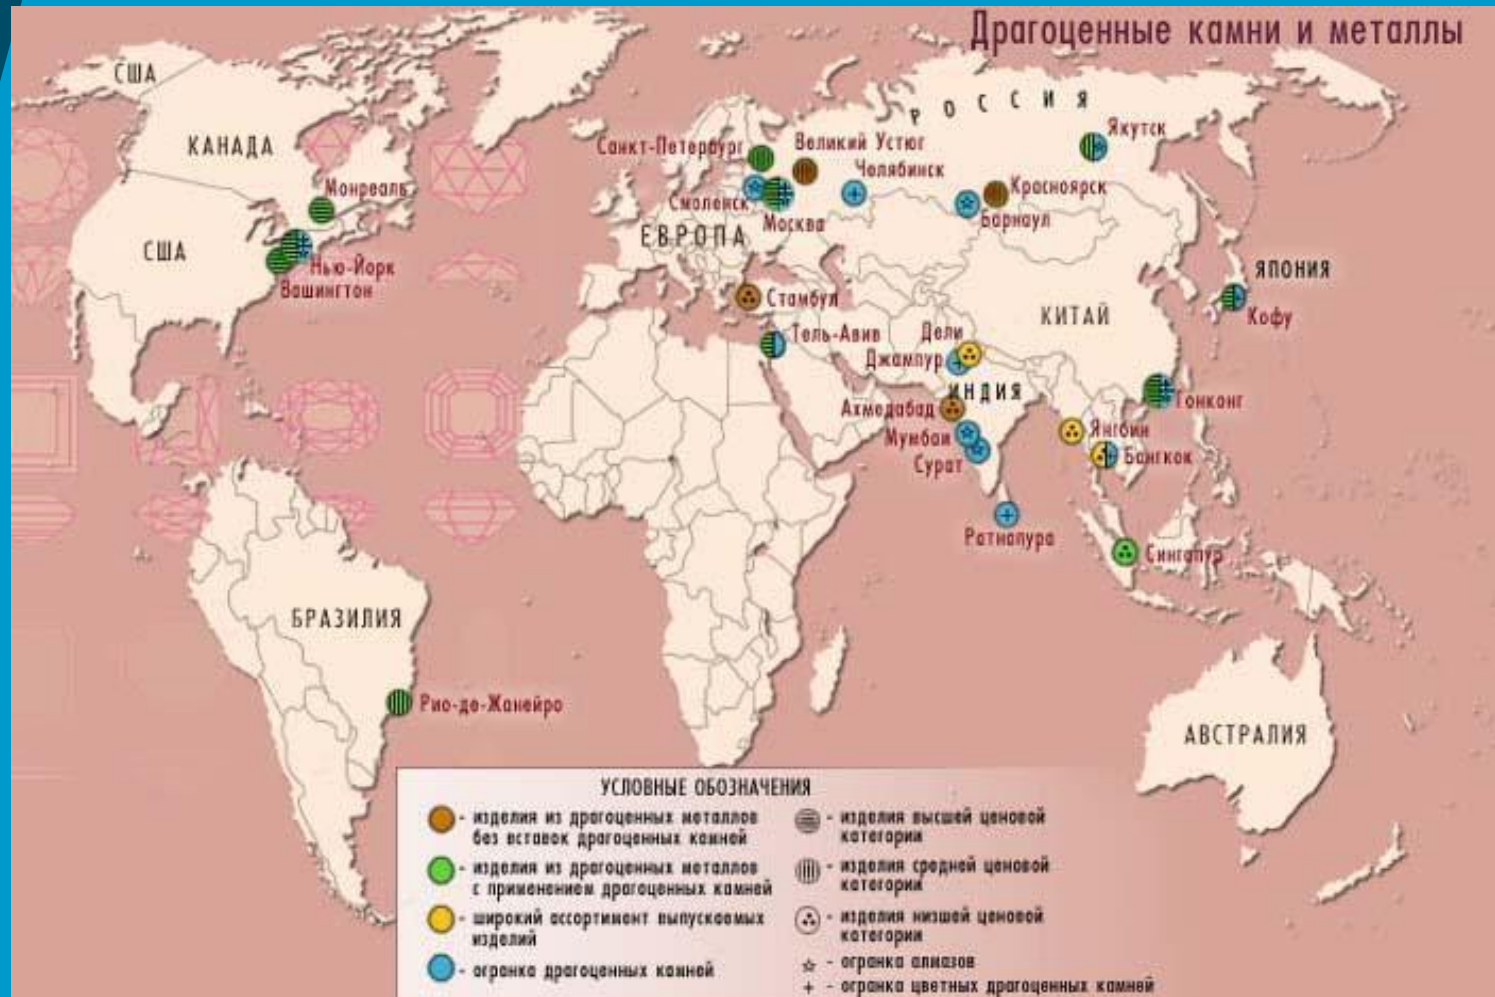 Драгоценные камни и металлы
США
РОССИЯ
КАНАДА
Якутск
Санкт-Петербург
Великий Устюг
Челябинск
Монреаль
Красноярск
Смоленск
Москва
Барнаул
ЕВРОПА
США
Нью-Йорк
Вашингтон
ЯПОНИЯ
Стамбул
КИТАЙ
Кофу
Тель-Авив
Дели
Джампур
ИНДИЯ
Ахмедабад
Гонконг
Мумбаи
Янгбин
Сурат
Бангкок
Ратнапура
Сингапур
БРАЗИЛИЯ
Рио-де-Жанейро
АВСТРАЛИЯ
УСЛОВНЫЕ ОБОЗНАЧЕНИЯ
- изделия из драгоценных металлов
без вставок драгоценных камней
- изделия из драгоценных металлов
с применением драгоценных камней
- широкий ассортимент выпускаемых
изделий
- огранка драгоценных камней
- изделия высшей ценовой
категории
- изделия средней ценовой
категории
- изделия низшей ценовой
категории
- огранка алмазов
- огранка цветных драгоценных камней